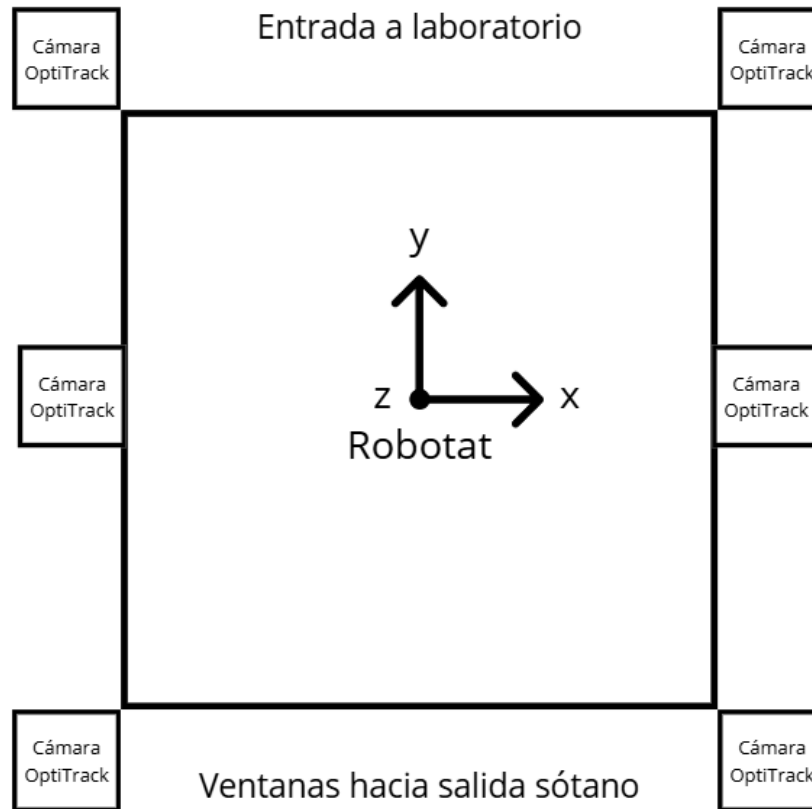 Entrada a laboratorio
Cámara
OptiTrack
Cámara
OptiTrack
y
Cámara
OptiTrack
z
x
Cámara
OptiTrack
Robotat
Cámara
OptiTrack
Cámara
OptiTrack
Ventanas hacia salida sótano